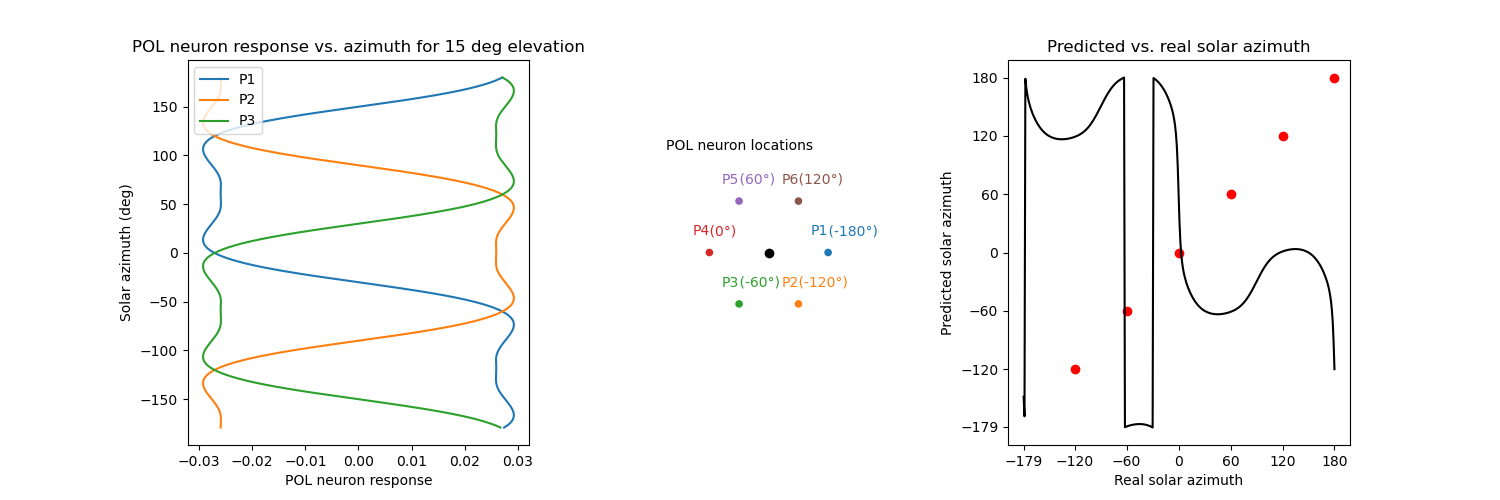 POL neuron response vs. azimuth for 15 deg elevation
P1
P2
P3
150
100
50
0
−50
−100
−150
Solar azimuth (deg)
−0.03 −0.02 −0.01 0.00 0.01 0.02 0.03
POL neuron response
POL neuron locations
P5(60°) P6(120°)
P4(0°) P1(-180°)
P3(-60°) P2(-120°)
Predicted vs. real solar azimuth
180
120
60
0
−60
−120
−179
Predicted solar azimuth
−179 −120 −60 0 60 120 180
Real solar azimuth